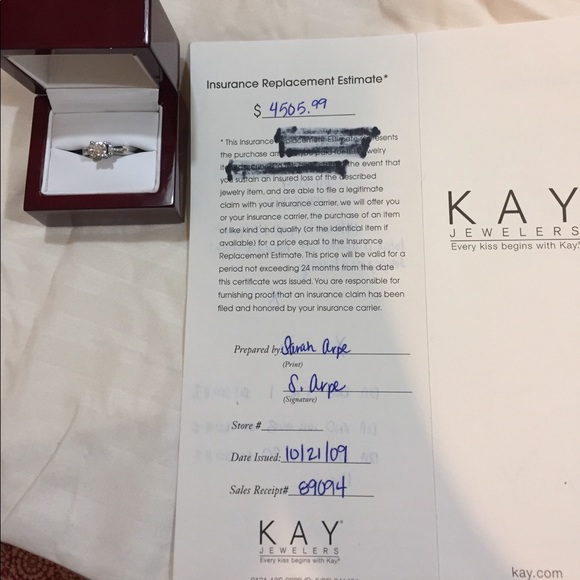 Insurance Replacement Estimate*
$ 4505.99
* This Insurance Replacement Estimate represents
the purchase an welry
it the event that
you sustain an insured loss of the described
jewelry item, and are able to file a legitimate
claim with your insurance carrier, we will offer you
or your insurance carrier, the purchase of an item
of like kind and quality (or the identical item if
available) for a price equal to the Insurance
Replacement Estimate. This price will be valid for a
period not exceeding 24 months from the date
this certificate was issued. You are responsible for
furnishing proof that an insurance claim has been
filed and honored by your insurance carrier.
Prepared by: Sarah Arpe
(Print)
S. Arpe
(Signature)
Store #
Date Issued: 10/21/09
Sales Receipt# 89094
KAY®
JEWELERS
Every kiss begins with Kay®
KAY
JEWELERS
Every kiss begins with Kay®
kay.com